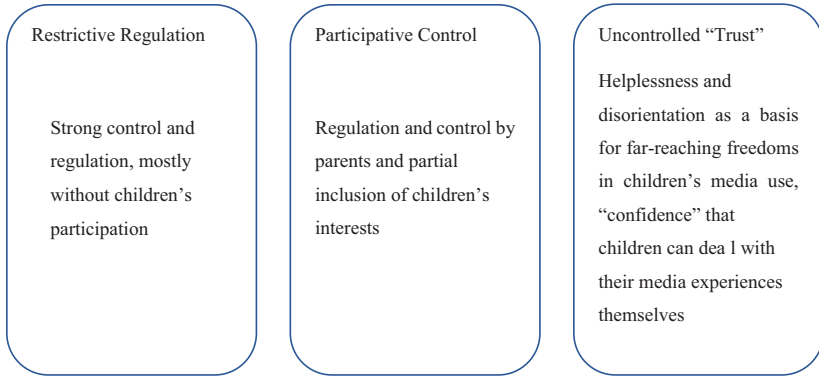 Restrictive Regulation
Strong control and
regulation, mostly
without children’s
participation
Participative Control
Regulation and control by
parents and partial
inclusion of children’s
interests
Uncontrolled “Trust”
Helplessness and
disorientation as a basis
for far-reaching freedoms
in children’s media use,
“confidence” that
children can dea l with
their media experiences
themselves